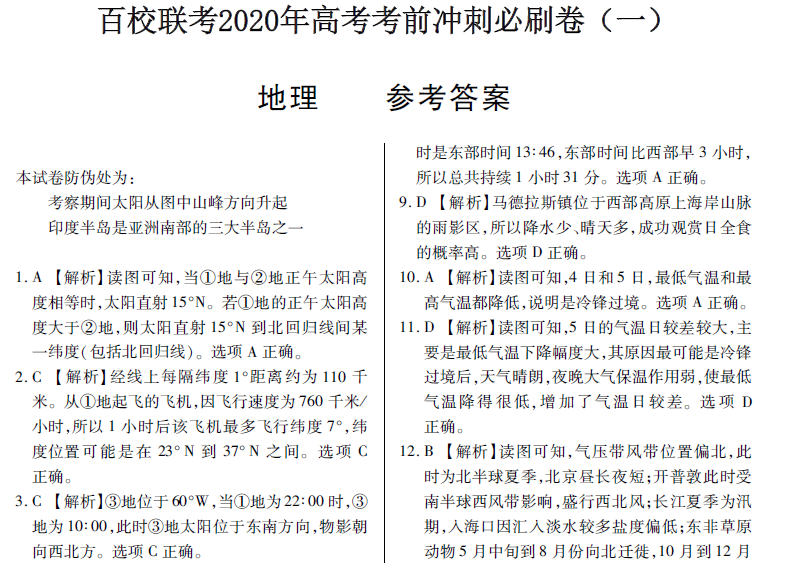 百校联考2020年高考考前冲刺必刷卷（一）
地理 参考答案
本试卷防伪处为：
考察期间太阳从图中山峰方向升起
印度半岛是亚洲南部的三大半岛之一
1. A 【解析】读图可知,当①地与②地正午太阳高
度相等时,太阳直射15°N。若①地的正午太阳高
度大于②地,则太阳直射15°N到北回归线间某
一纬度(包括北回归线)。选项A正确。
2. C 【解析】经线上每隔纬度1°距离约为110千
米。从①地起飞的飞机,因飞行速度为760千米/
小时,所以1小时后该飞机最多飞行纬度7°,纬
度位置可能是在23°N到37°N之间。选项C
正确。
3. C 【解析】③地位于60°W,当①地为22:00时,③
地为10:00,此时③地太阳位于东南方向,物影朝
向西北方。选项C正确。
时是东部时间13:46,东部时间比西部早3小时,
所以总共持续1小时31分。选项A正确。
9. D 【解析】马德拉斯镇位于西部高原上海岸山脉
的雨影区,所以降水少、晴天多,成功观赏日全食
的概率高。选项D正确。
10. A 【解析】读图可知,4日和5日,最低气温和最
高气温都降低,说明是冷锋过境。选项A正确。
11. D 【解析】读图可知,5日的气温日较差较大,主
要是最低气温下降幅度大,其原因最可能是冷锋
过境后,天气晴朗,夜晚大气保温作用弱,使最低
气温降得很低,增加了气温日较差。选项D
正确。
12. B 【解析】读图可知,气压带风带位置偏北,此
时为北半球夏季,北京昼长夜短;开普敦此时受
南半球西风带影响,盛行西北风;长江夏季为汛
期,入海口因汇入淡水较多盐度偏低;东非草原
动物5月中旬到8月份向北迁徙,10月到12月